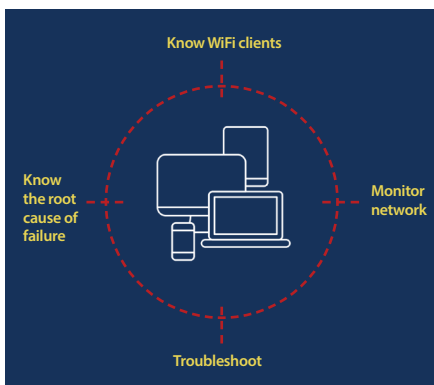 Know WiFi clients
Know
the root
cause of
failure
Monitor
network
Troubleshoot